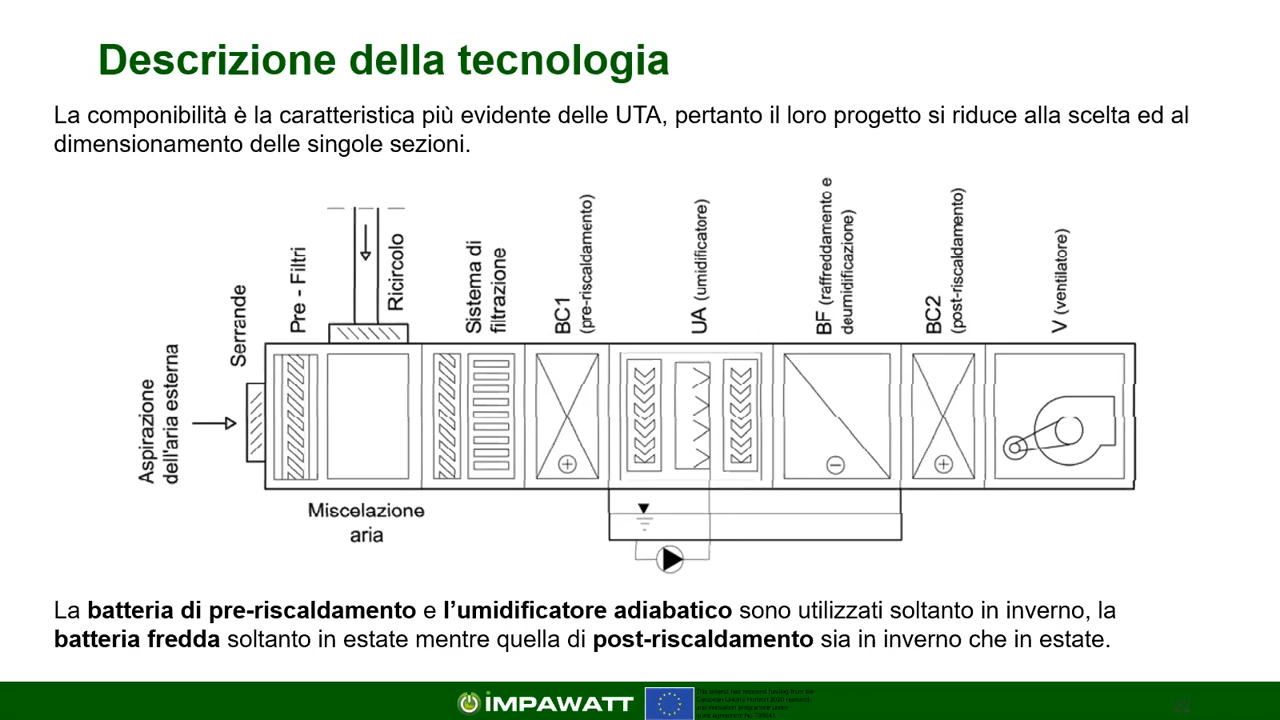 Descrizione della tecnologia
La componibilità è la caratteristica più evidente delle UTA, pertanto il loro progetto si riduce alla scelta ed al
dimensionamento delle singole sezioni.
Aspirazione
dell'aria esterna
Serrande
Pre - Filtri
Ricircolo
Sistema di
filtrazione
BC1
(pre-riscaldamento)
UA (umidificatore)
BF (raffreddamento e
deumidificazione)
BC2
(post-riscaldamento)
V (ventilatore)
Miscelazione
aria
La batteria di pre-riscaldamento e l'umidificatore adiabatico sono utilizzati soltanto in inverno, la
batteria fredda soltanto in estate mentre quella di post-riscaldamento sia in inverno che in estate.
iMPAWATT